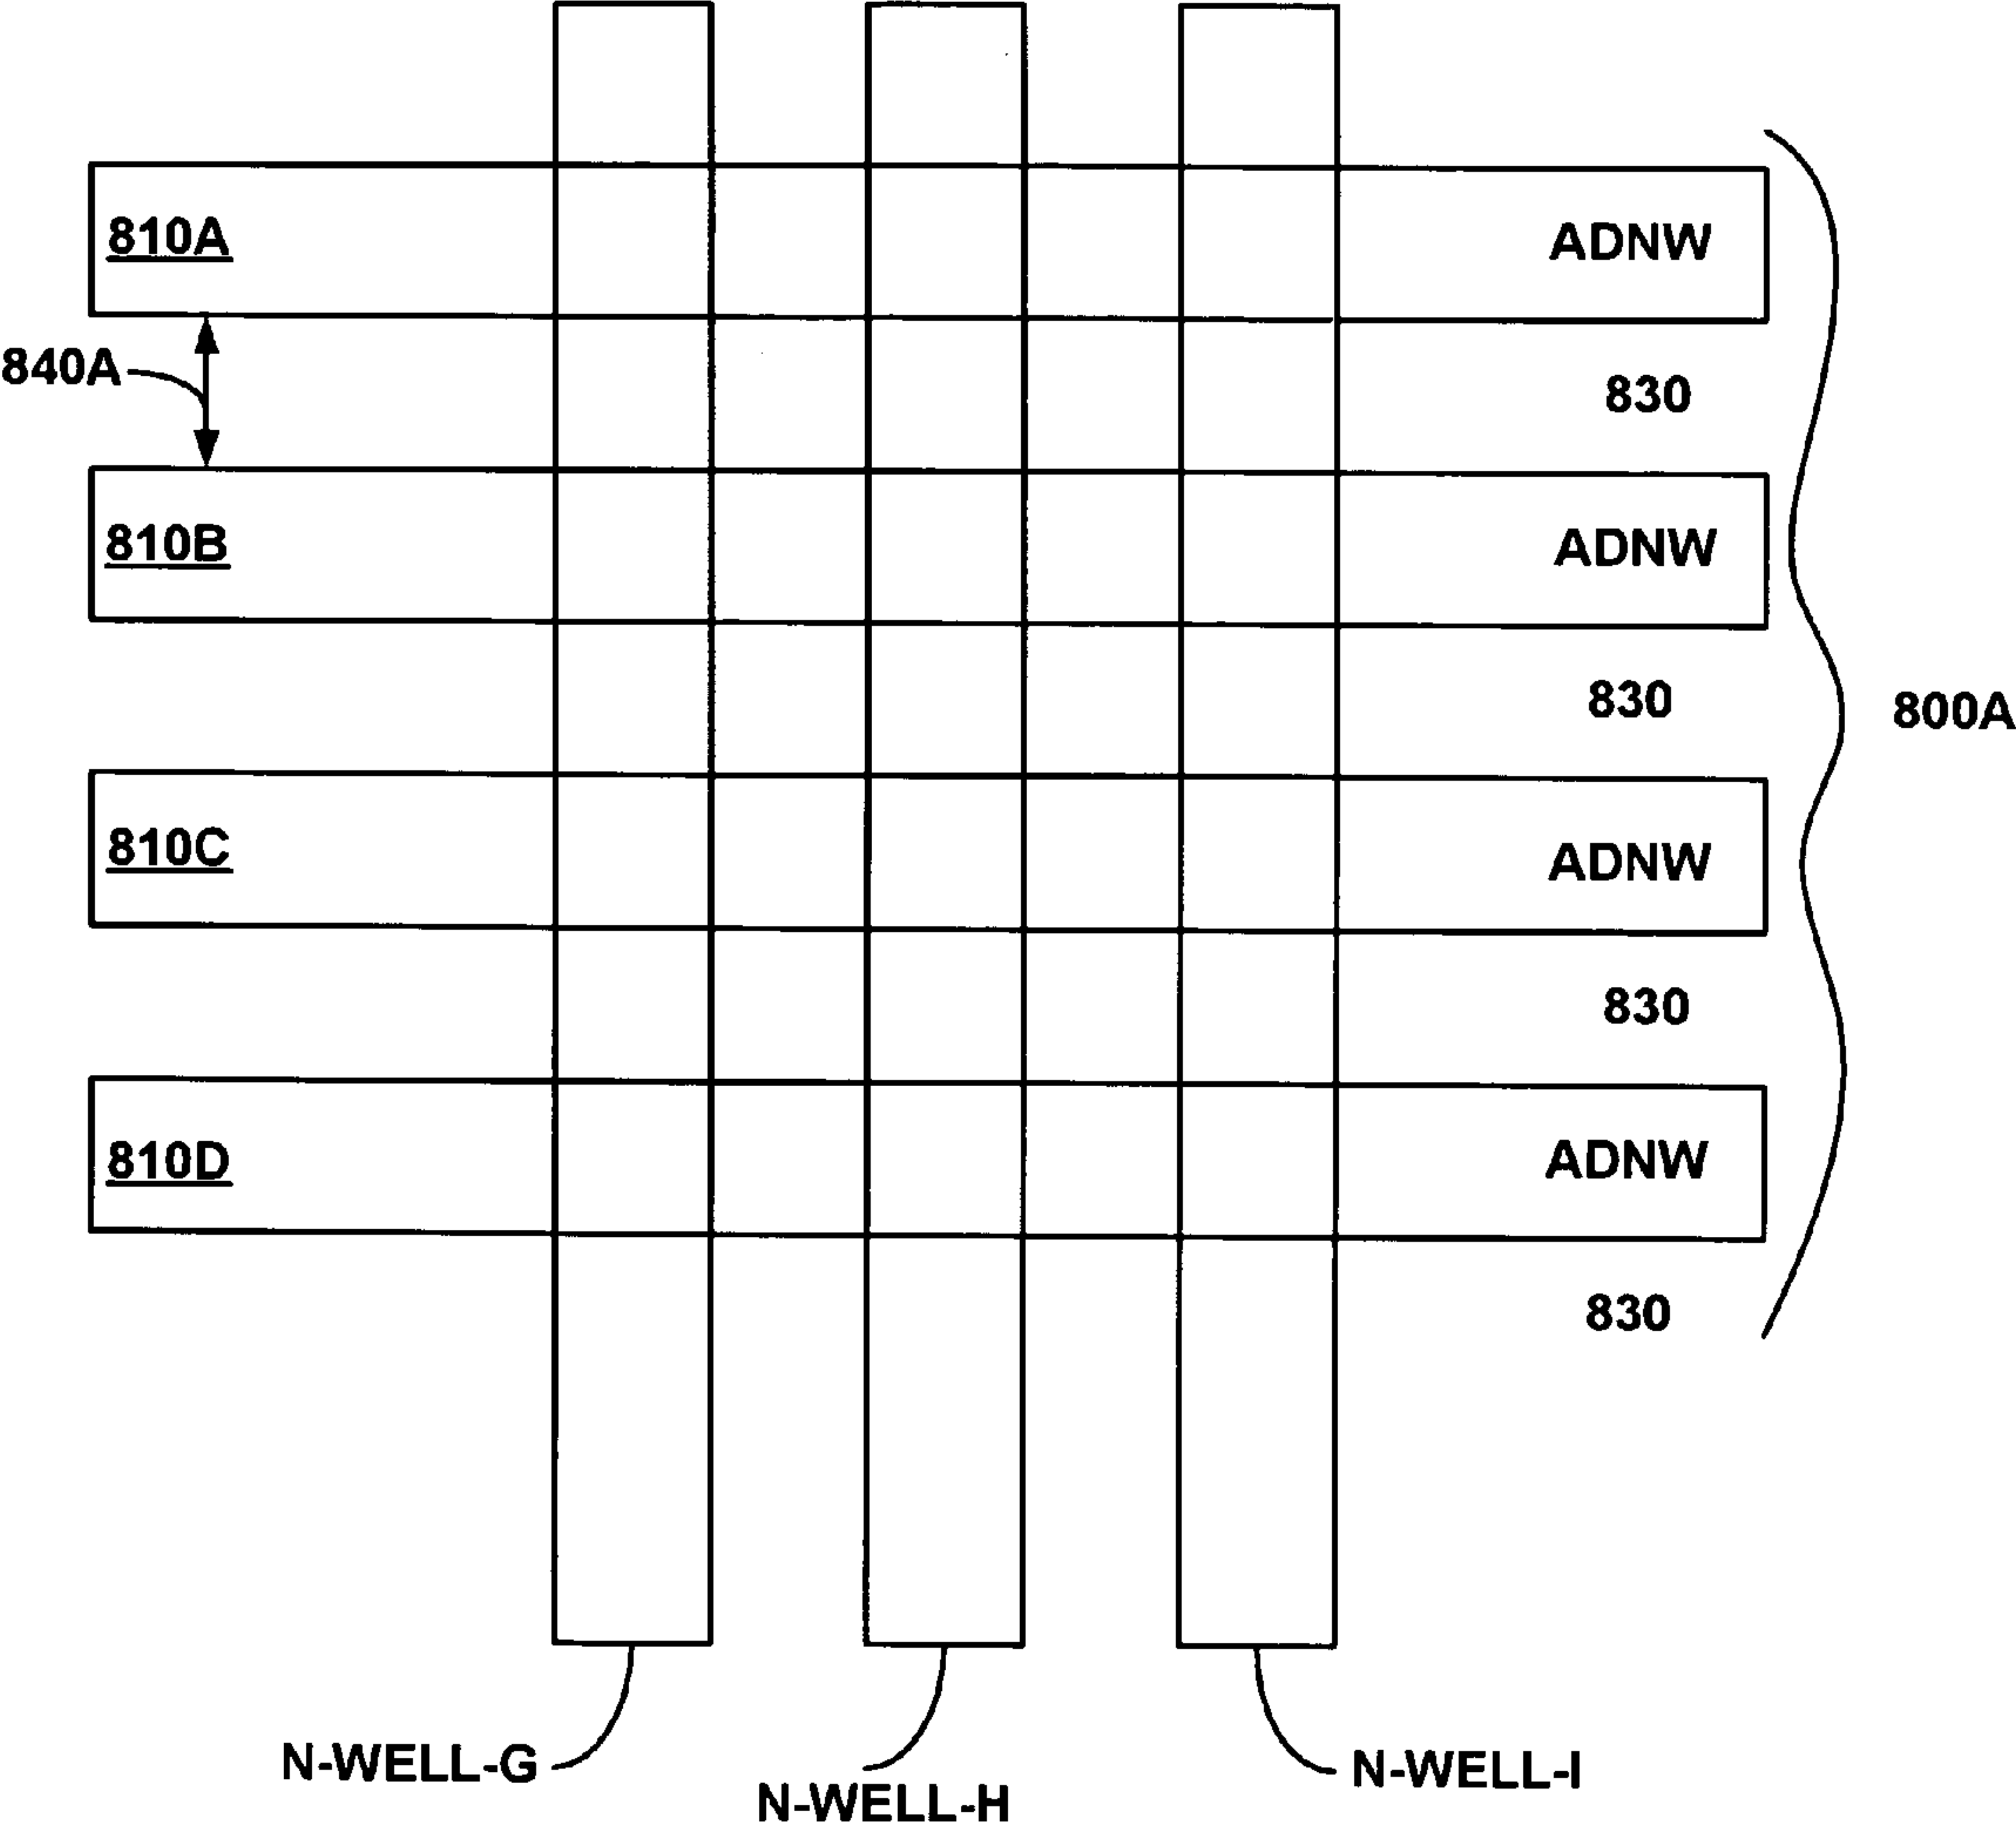 810A ADNW
840A
830
810B ADNW
830
800A
810C ADNW
830
810D ADNW
830
N-WELL-G
N-WELL-H
N-WELL-I